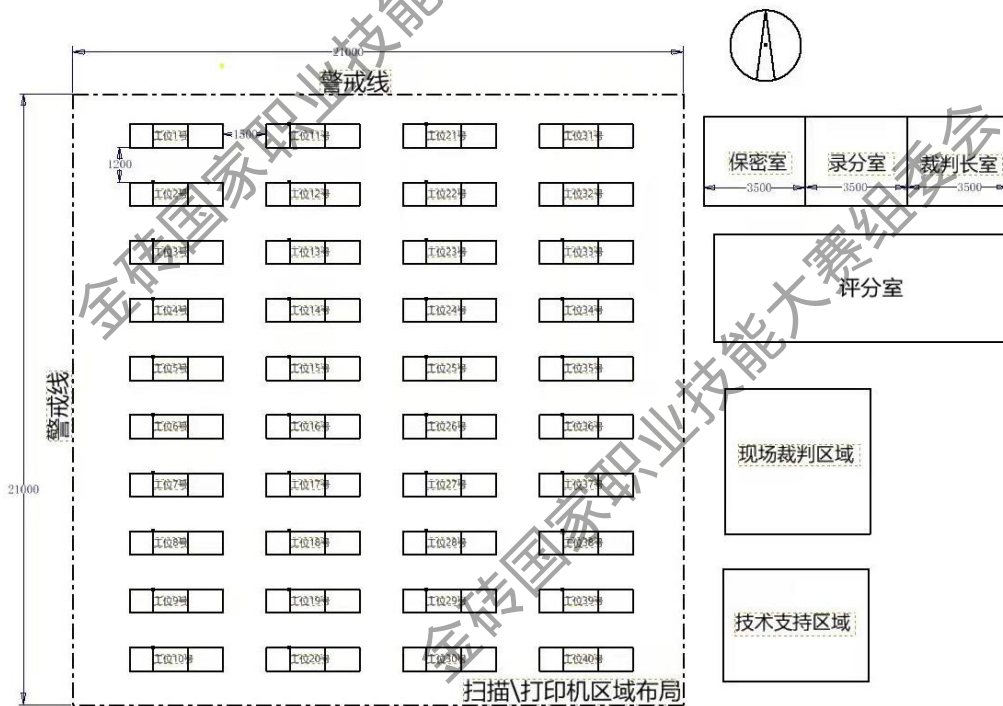 21000
警戒线
工位1号
1500
工位11号
工位21号
工位31号
1200
工位2号
工位12号
工位22号
工位32号
工位3号
工位13号
工位23号
工位33号
工位4号
工位14号
工位24号
工位34号
工位5号
工位15号
工位25号
工位35号
警戒线
工位6号
工位16号
工位26号
工位36号
21000
工位7号
工位17号
工位27号
工位37号
工位8号
工位18号
工位28号
工位38号
工位9号
工位19号
工位29号
工位39号
工位10号
工位20号
工位30号
工位40号
扫描\打印机区域布局
保密室
录分室
裁判长室
3500
3500
3500
评分室
现场裁判区域
技术支持区域
金砖国家职业技能
金砖国家职业技能大赛组委会